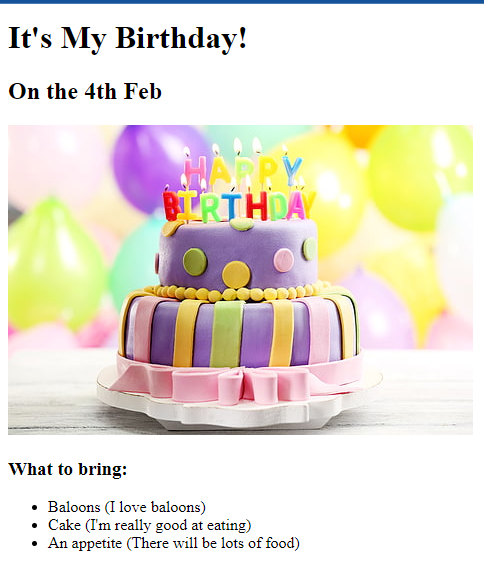 It's My Birthday!
On the 4th Feb
HAPPY
BIRTHDAY
What to bring:
Baloons (I love baloons)
Cake (I'm really good at eating)
An appetite (There will be lots of food)